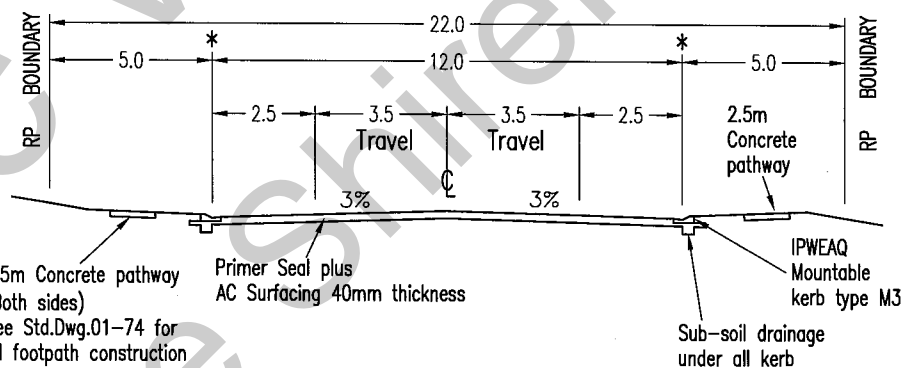 RP BOUNDARY
22.0
RP BOUNDARY
*
*
5.0
12.0
5.0
2.5
3.5
3.5
2.5
Travel
Travel
2.5m
Concrete
pathway
℄
3%
3%
5m Concrete pathway
Both sides)
ee Std.Dwg.01-74 for
footpath construction
Primer Seal plus
AC Surfacing 40mm thickness
IPWEAQ
Mountable
kerb type M3
Sub-soil drainage
under all kerb